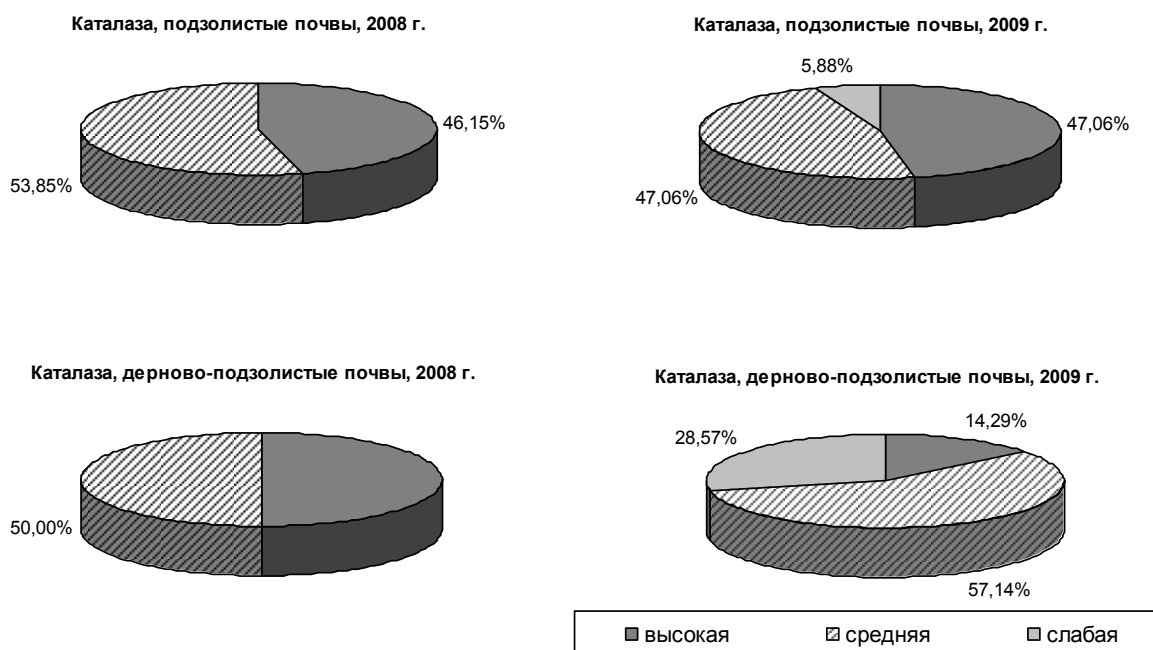 Каталаза, подзолистые почвы, 2008 г.
46,15%
53,85%
Каталаза, подзолистые почвы, 2009 г.
5,88%
47,06%
47,06%
Каталаза, дерново-подзолистые почвы, 2008 г.
50,00%
Каталаза, дерново-подзолистые почвы, 2009 г.
28,57%
14,29%
57,14%
высокая средняя слабая